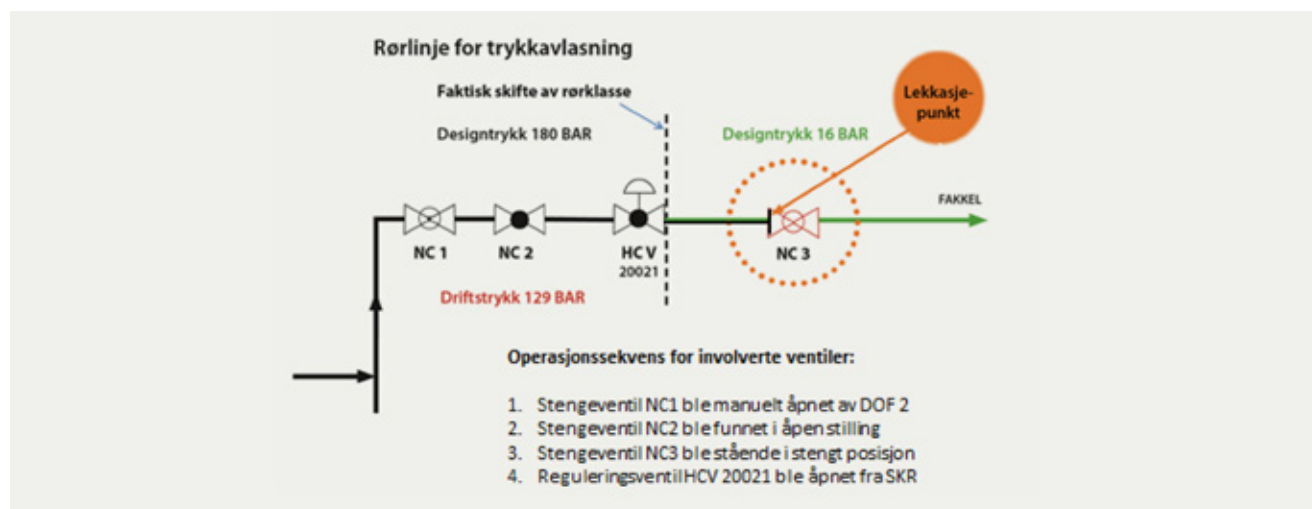 Rørlinje for trykkavlasning
Faktisk skifte av rørklasse
Lekkasje-
punkt
Designtrykk 180 BAR
Designtrykk 16 BAR
FAKKEL
NC 1
NC 2
HCV
20021
NC 3
Driftstrykk 129 BAR
Operasjonssekvens for involverte ventiler:
1. Stengeventil NC1 ble manuelt åpnet av DOF 2
2. Stengeventil NC2 ble funnet i åpen stilling
3. Stengeventil NC3 ble stående i stengt posisjon
4. Reguleringsventil HCV 20021 ble åpnet fra SKR